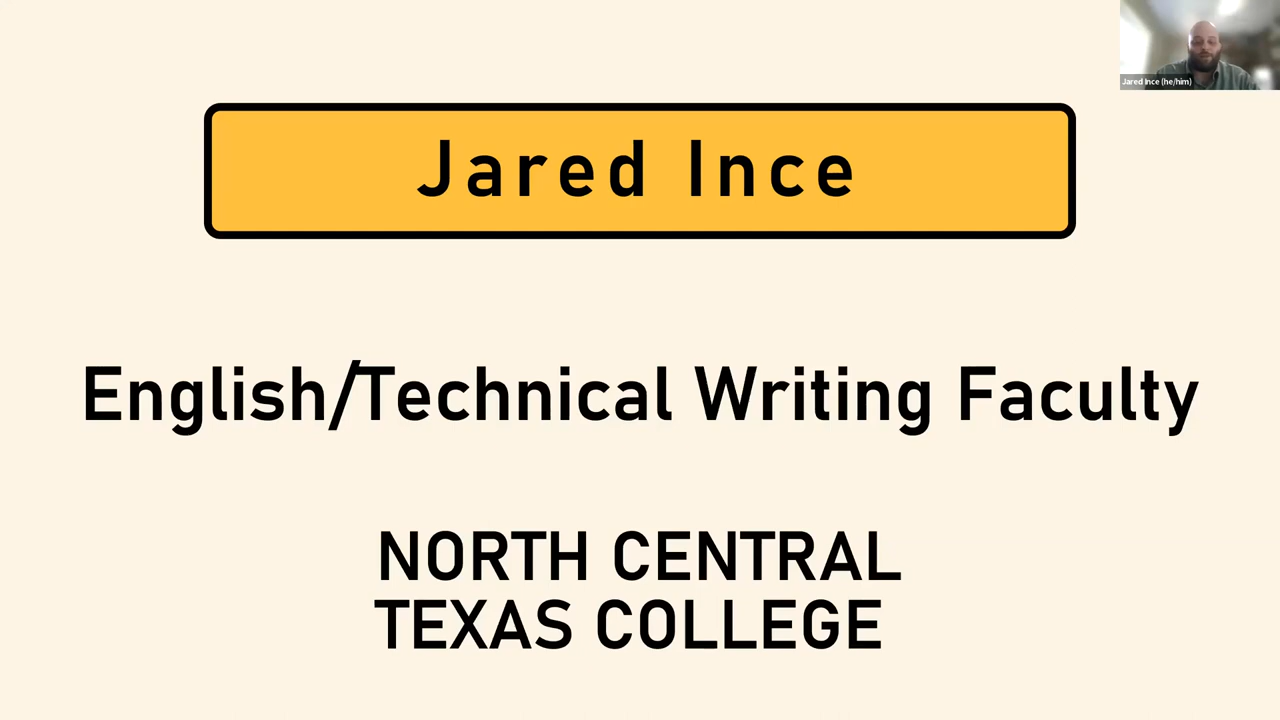 Jared Ince (he/him)
Jared Ince
English/Technical Writing Faculty
NORTH CENTRAL
TEXAS COLLEGE